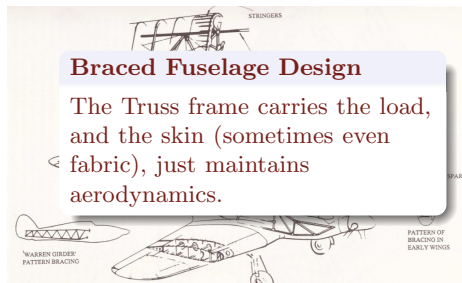 STRINGERS
Braced Fuselage Design
The Truss frame carries the load,
and the skin (sometimes even
fabric), just maintains
aerodynamics.
SPAR
PATTERN OF
BRACING IN
EARLY WINGS
'WARREN GIRDER'
PATTERN BRACING